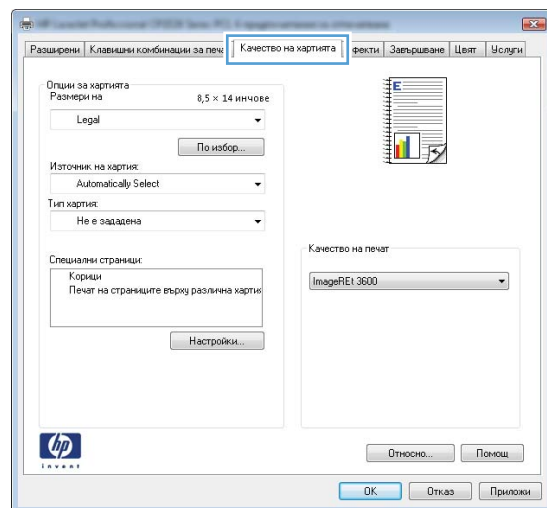 Разширени
Клавишни комбинации за печа
Качество на хартията
фекти
Завършване
Цвят
Услуги
Опции за хартията
Размери на
8,5 × 14 инчове
Legal
По избор...
Източник на хартия:
Automatically Select
Тип хартия:
Не е зададена
Специални страници:
Корици
Печат на страниците върху различна хартия
Настройки...
E
Качество на печат
ImageREt 3600
hp
invent
Относно...
Помощ
OK
Отказ
Приложи